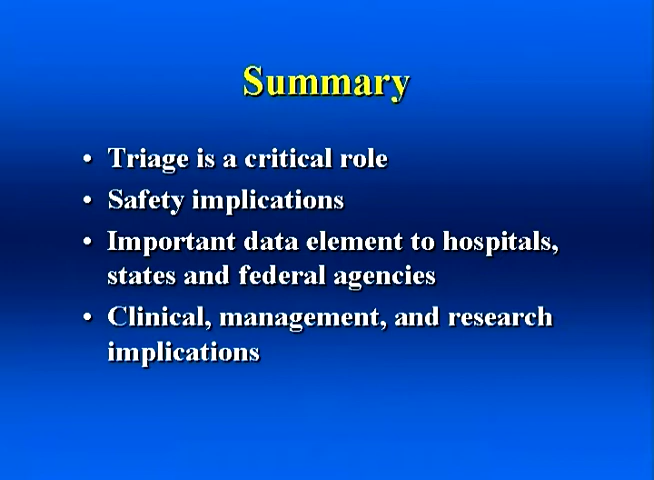 Summary
• Triage is a critical role
• Safety implications
• Important data element to hospitals,
states and federal agencies
• Clinical, management, and research
implications